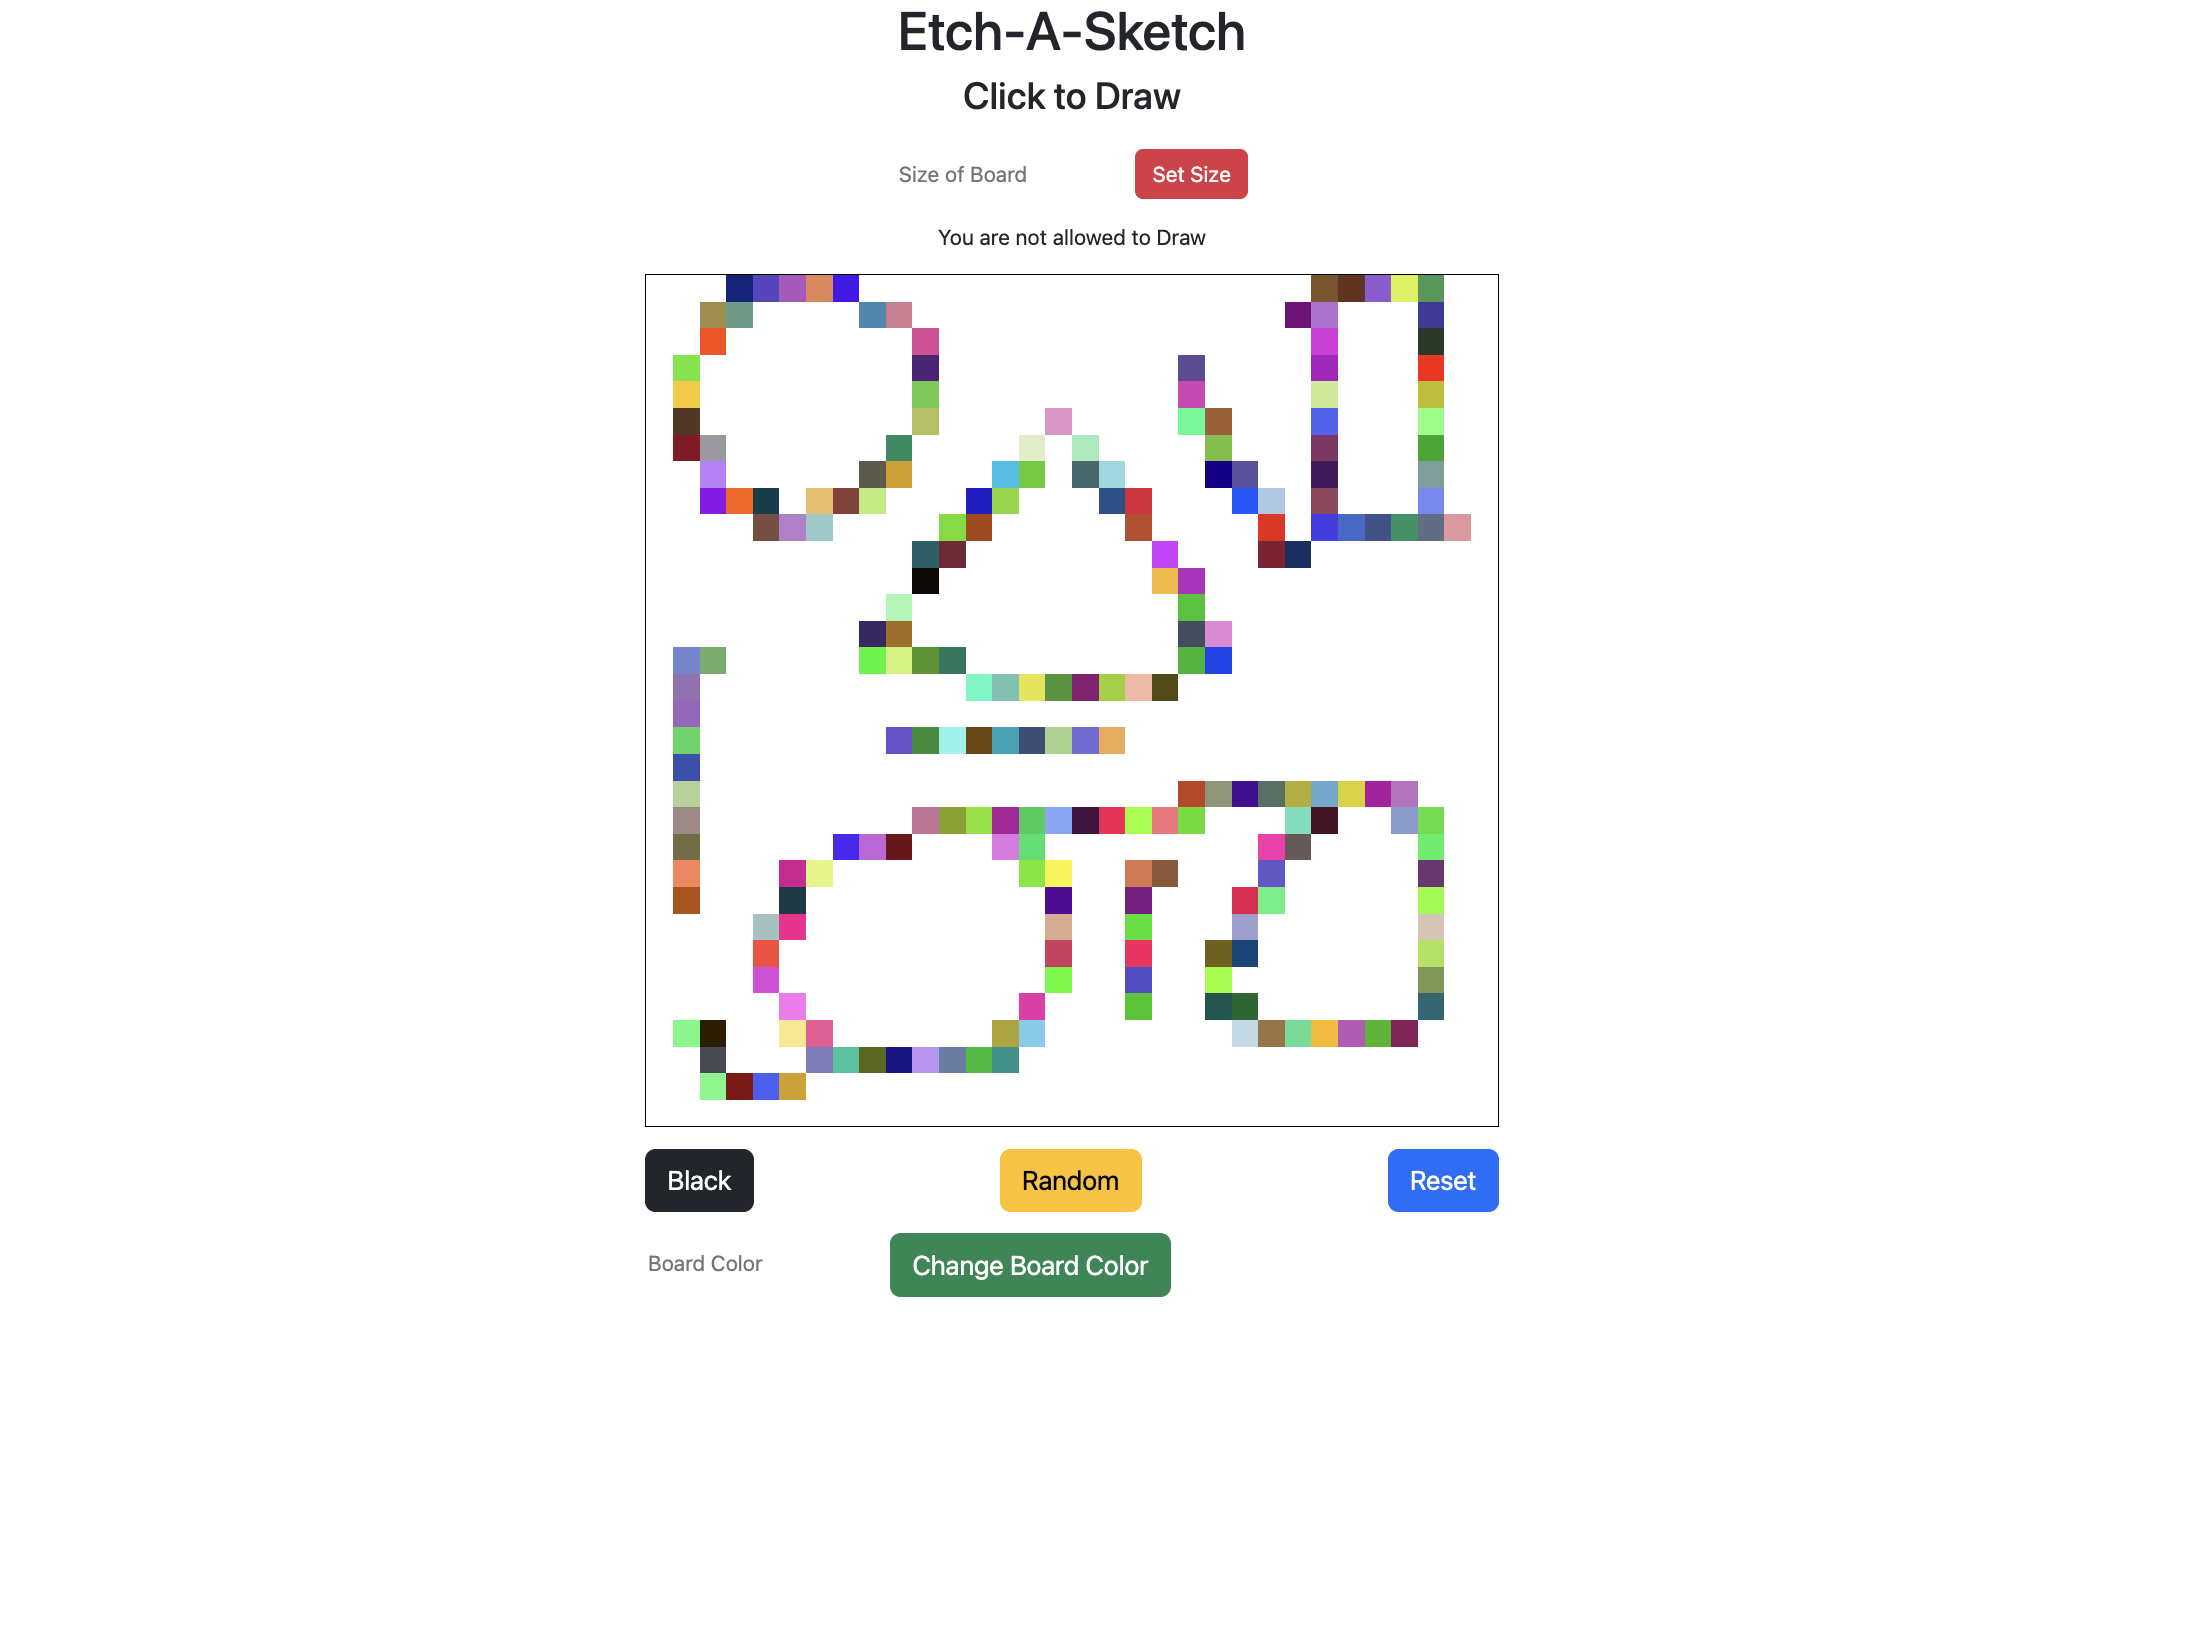 Etch-A-Sketch
Click to Draw
Size of Board Set Size
You are not allowed to Draw
Black Random Reset
Board Color Change Board Color